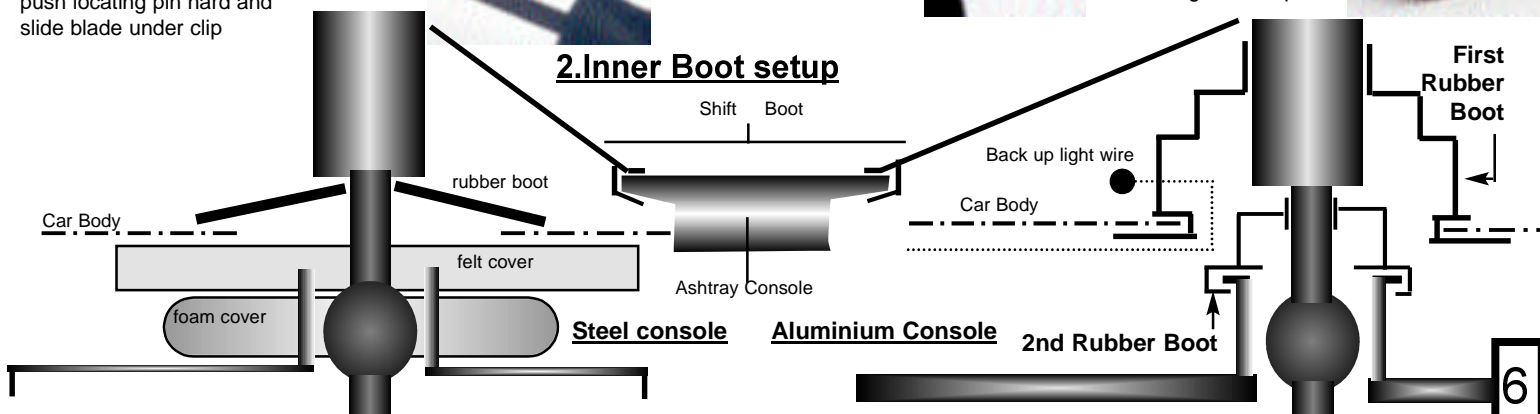 push locating pin hard and
slide blade under clip
2.Inner Boot setup
Shift Boot
First
Rubber
Boot
Back up light wire
rubber boot
Car Body
Car Body
felt cover
Ashtray Console
foam cover
Steel console
Aluminium Console
2nd Rubber Boot
6